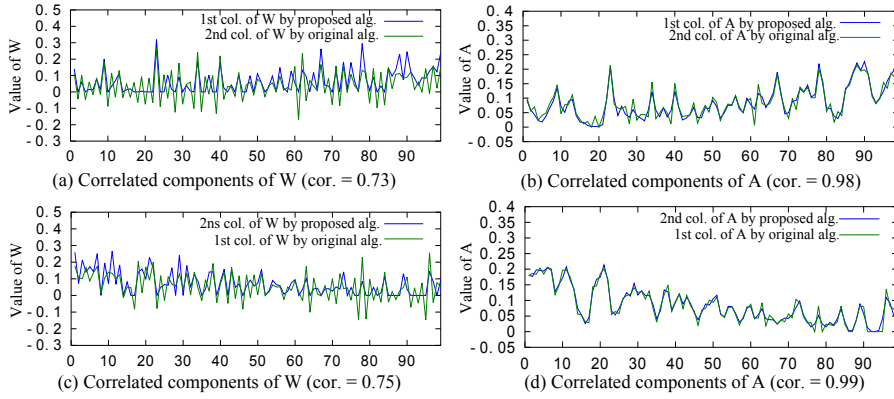 1st col. of W by proposed alg.
2nd col. of W by original alg.
Value of W
0. 5
0. 4
0. 3
0. 2
0. 1
0
- 0. 1
- 0. 2
- 0. 3
0 10 20 30 40 50 60 70 80 90
(a) Correlated components of W (cor. = 0.73)
1st col. of A by proposed alg.
2nd col. of A by original alg.
Value of A
0. 4
0. 35
0. 3
0. 25
0. 2
0. 15
0. 1
0. 05
0
- 0. 05
0 10 20 30 40 50 60 70 80 90
(b) Correlated components of A (cor. = 0.98)
2ns col. of W by proposed alg.
1st col. of W by original alg.
Value of W
0. 5
0. 4
0. 3
0. 2
0. 1
0
- 0. 1
- 0. 2
- 0. 3
0 10 20 30 40 50 60 70 80 90
(c) Correlated components of W (cor. = 0.75)
2nd col. of A by proposed alg.
1st col. of A by original alg.
Value of A
0. 4
0. 35
0. 3
0. 25
0. 2
0. 15
0. 1
0. 05
0
- 0. 05
0 10 20 30 40 50 60 70 80 90
(d) Correlated components of A (cor. = 0.99)